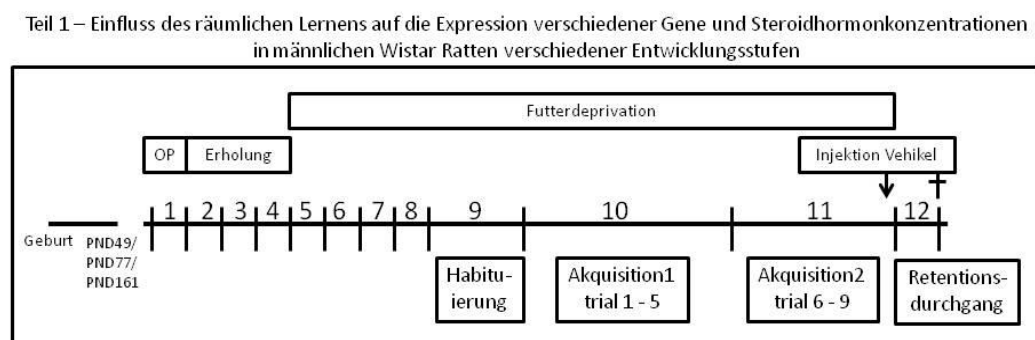 Teil 1 – Einfluss des räumlichen Lernens auf die Expression verschiedener Gene und Steroidhormonkonzentrationen
in männlichen Wistar Ratten verschiedener Entwicklungsstufen
Futterdeprivation
OP Erholung Injektion Vehikel
1 2 3 4 5 6 7 8 9 10 11 12
Geburt PND49/
PND77/
PND161
Habitu-
ierung
Akquisition1
trial 1 - 5
Akquisition2
trial 6 - 9
Retentions-
durchgang